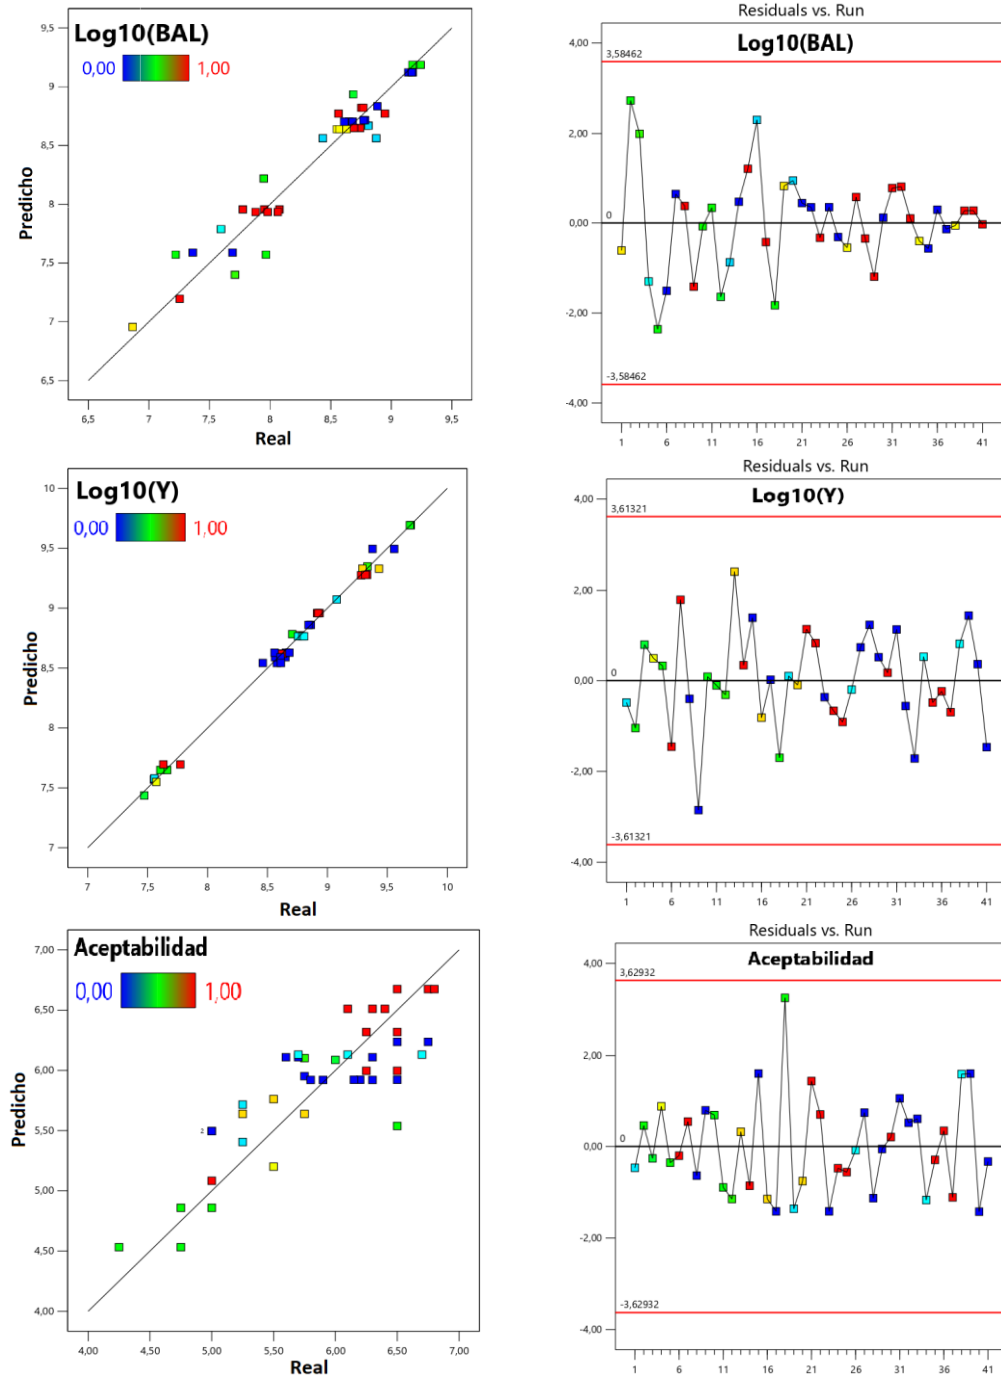 Log10(BAL)
0,00 1,00
9,5
9
8,5
8
7,5
7
6,5
Predicho
6,5 7 7,5 8 8,5 9 9,5
Real
Residuals vs. Run
Log10(BAL)
4,00
3,58462
2,00
0
0,00
-2,00
-3,58462
-4,00
1 6 11 16 21 26 31 36 41
Log10(Y)
0,00 1,00
10
9,5
9
8,5
8
7,5
7
Predicho
7 7,5 8 8,5 9 9,5 10
Real
Residuals vs. Run
Log10(Y)
4,00
3,61321
2,00
0
0,00
-2,00
-3,61321
-4,00
1 6 11 16 21 26 31 36 41
Aceptabilidad
0,00 1,00
7,00
6,50
6,00
5,50
5,00
4,50
4,00
2
Predicho
4,00 4,50 5,00 5,50 6,00 6,50 7,00
Real
Residuals vs. Run
Aceptabilidad
4,00
3,62932
2,00
0
0,00
-2,00
-3,62932
-4,00
1 6 11 16 21 26 31 36 41